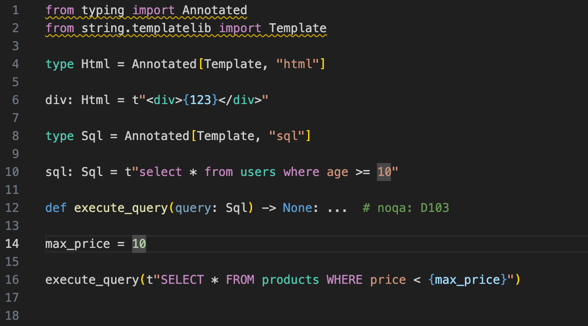 1 from typing import Annotated
2 from string.templatelib import Template
3
4 type Html = Annotated[Template, "html"]
5
6 div: Html = t"<div>{123}</div>"
7
8 type Sql = Annotated[Template, "sql"]
9
10 sql: Sql = t"select * from users where age >= 10"
11
12 def execute_query(query: Sql) -> None: ...  # noqa: D103
13
14 max_price = 10
15
16 execute_query(t"SELECT * FROM products WHERE price < {max_price}")
17
18